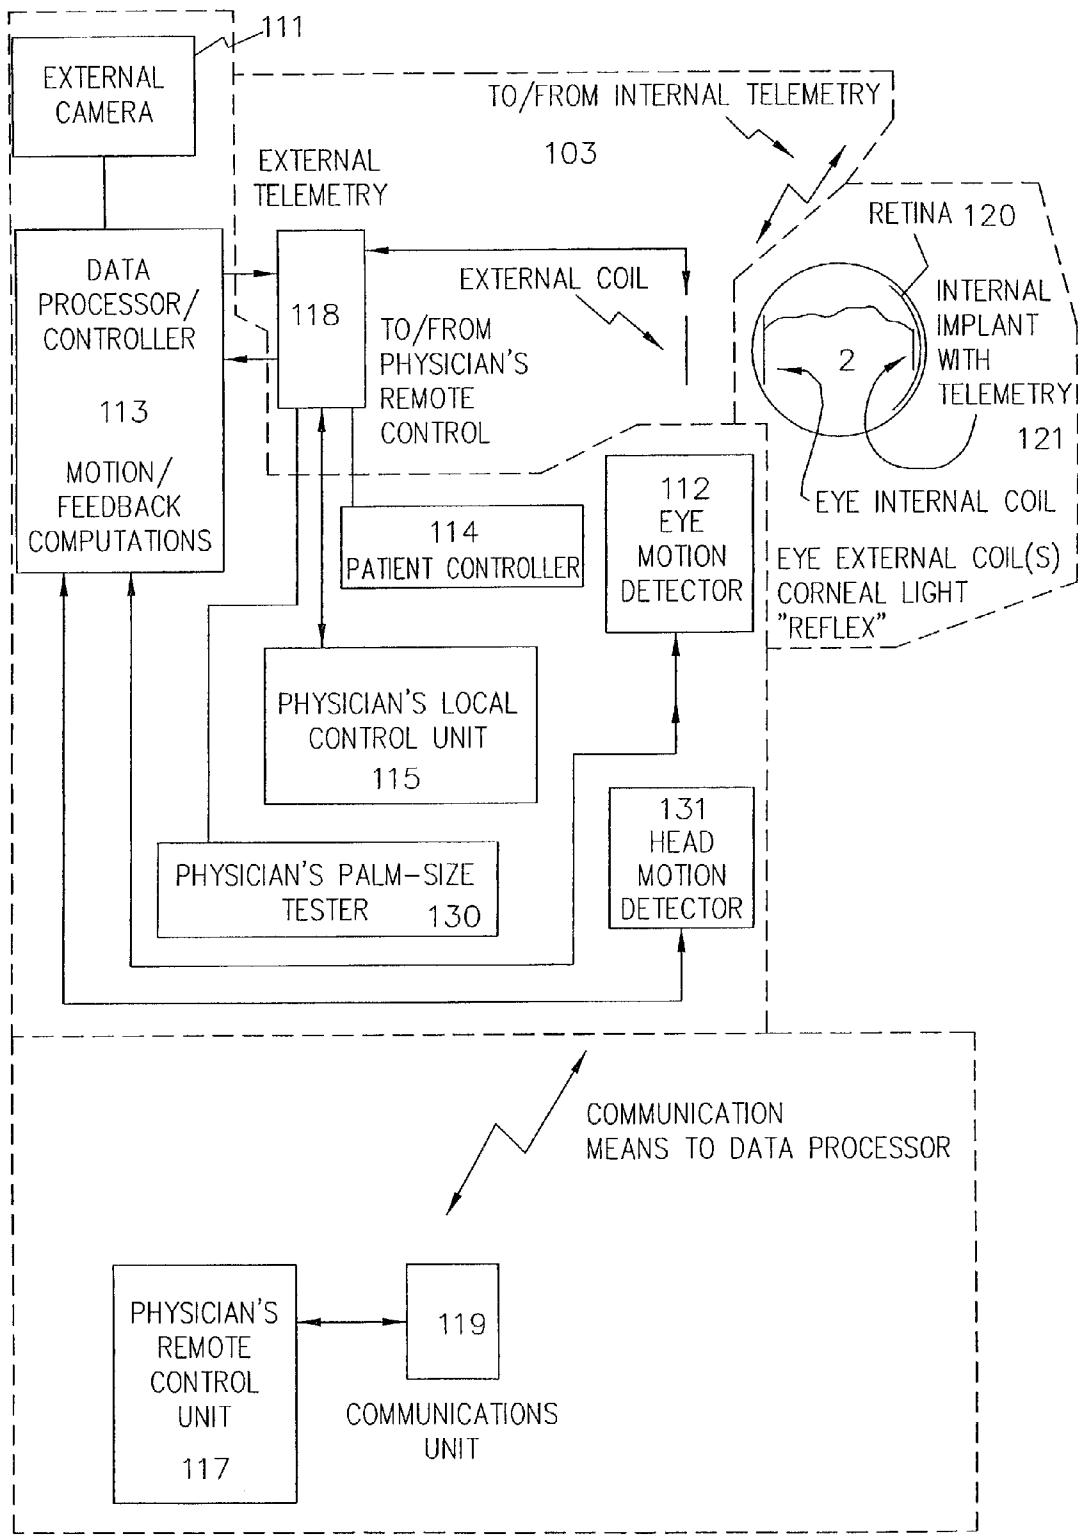 111
EXTERNAL
CAMERA
TO/FROM INTERNAL TELEMETRY
103
EXTERNAL
TELEMETRY
RETINA 120
DATA
PROCESSOR/
CONTROLLER
113
MOTION/
FEEDBACK
COMPUTATIONS
118
EXTERNAL COIL
TO/FROM
PHYSICIAN'S
REMOTE
CONTROL
2
INTERNAL
IMPLANT
WITH
TELEMETRY
121
EYE INTERNAL COIL
EYE EXTERNAL COIL(S)
CORNEAL LIGHT
"REFLEX"
112
EYE
MOTION
DETECTOR
114
PATIENT CONTROLLER
PHYSICIAN'S LOCAL
CONTROL UNIT
115
131
HEAD
MOTION
DETECTOR
PHYSICIAN'S PALM-SIZE
TESTER 130
COMMUNICATION
MEANS TO DATA PROCESSOR
PHYSICIAN'S
REMOTE
CONTROL
UNIT
117
119
COMMUNICATIONS
UNIT